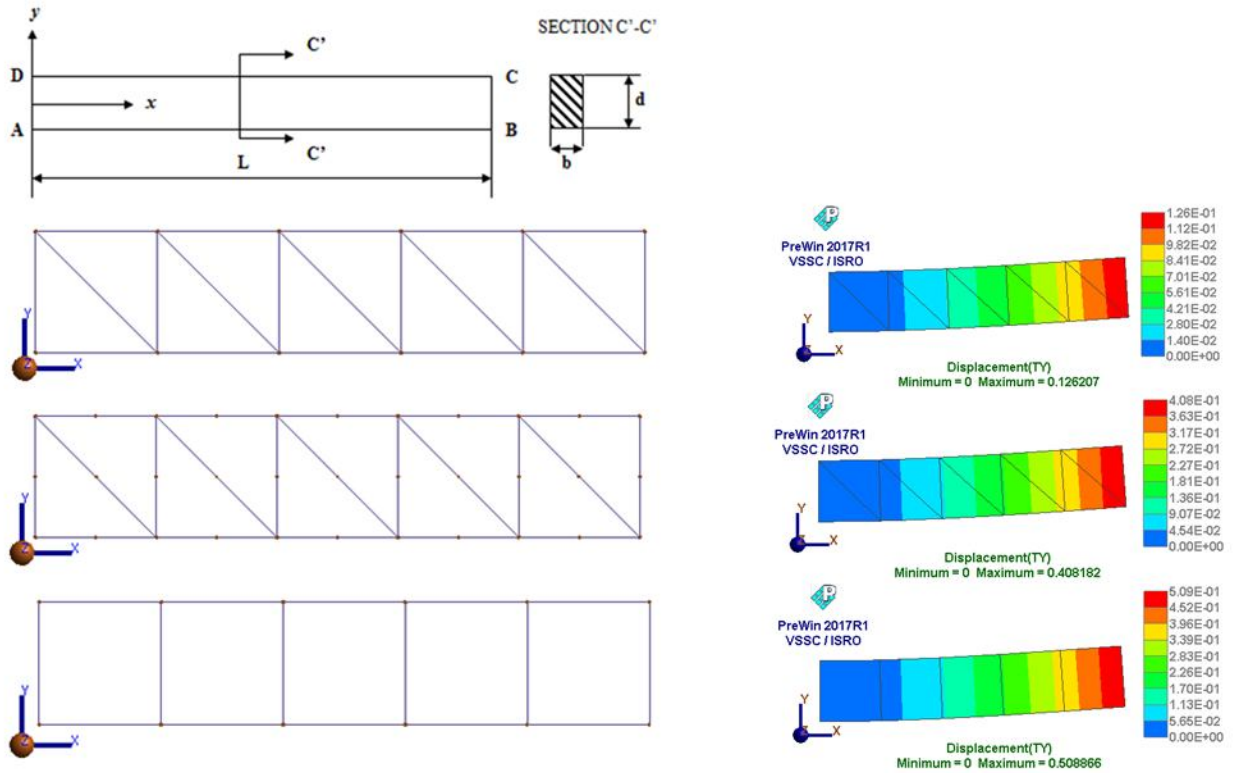 y
C'
SECTION C'-C'
D
C
x
d
A
B
C'
b
L
Y
Z
X
P
PreWin 2017R1
VSSC / ISRO
Y
X
Displacement(TY)
Minimum = 0 Maximum = 0.126207
1.26E-01
1.12E-01
9.82E-02
8.41E-02
7.01E-02
5.61E-02
4.21E-02
2.80E-02
1.40E-02
0.00E+00
Y
Z
X
P
PreWin 2017R1
VSSC / ISRO
Y
X
Displacement(TY)
Minimum = 0 Maximum = 0.408182
4.08E-01
3.63E-01
3.17E-01
2.72E-01
2.27E-01
1.81E-01
1.36E-01
9.07E-02
4.54E-02
0.00E+00
Y
Z
X
P
PreWin 2017R1
VSSC / ISRO
Y
X
Displacement(TY)
Minimum = 0 Maximum = 0.508866
5.09E-01
4.52E-01
3.96E-01
3.39E-01
2.83E-01
2.26E-01
1.70E-01
1.13E-01
5.65E-02
0.00E+00